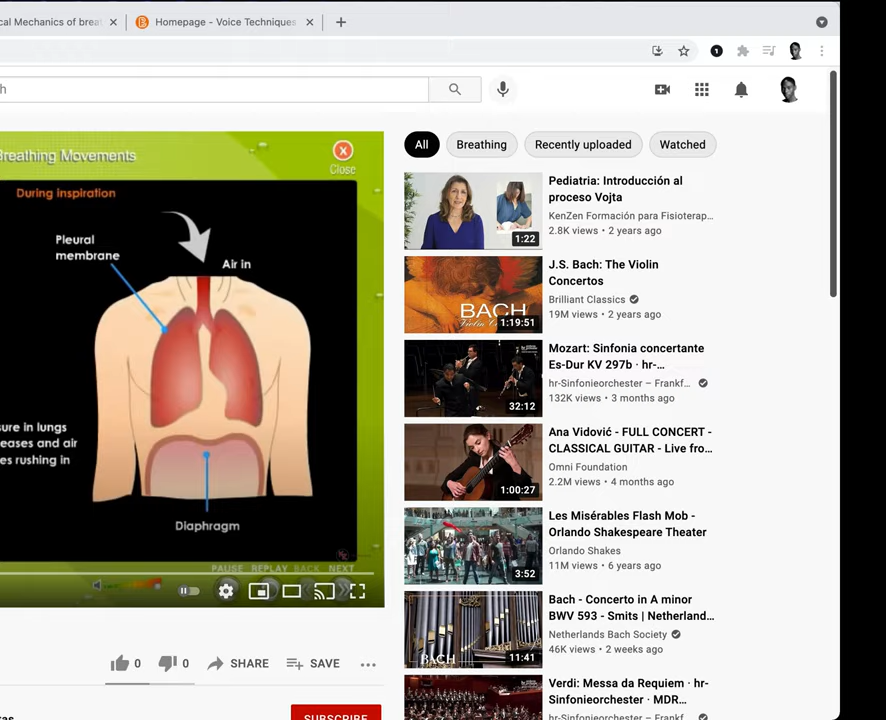 cal Mechanics of brea
Homepage - Voice Techniques
h
All
Breathing
Recently uploaded
Watched
Breathing Movements
Close
During inspiration
Pleural
membrane
Air in
sure in lungs
eases and air
es rushing in
Diaphragm
PAUSE REPLAY BACK NEXT
0
0
SHARE
SAVE
SUBSCRIBE
Pediatria: Introducción al
proceso Vojta
KenZen Formación para Fisioterap...
2.8K views • 2 years ago
1:22
J.S. Bach: The Violin
Concertos
Brilliant Classics
19M views • 2 years ago
BACH
Violin C
1:19:51
Mozart: Sinfonia concertante
Es-Dur KV 297b · hr-...
hr-Sinfonieorchester – Frankf...
132K views • 3 months ago
32:12
Ana Vidović - FULL CONCERT -
CLASSICAL GUITAR - Live fro...
Omni Foundation
2.2M views • 4 months ago
1:00:27
Les Misérables Flash Mob -
Orlando Shakespeare Theater
Orlando Shakes
11M views • 6 years ago
3:52
Bach - Concerto in A minor
BWV 593 - Smits | Netherland...
Netherlands Bach Society
46K views • 2 weeks ago
BACH
11:41
Verdi: Messa da Requiem · hr-
Sinfonieorchester · MDR...
hr-Sinfonieorchester – Frankf...